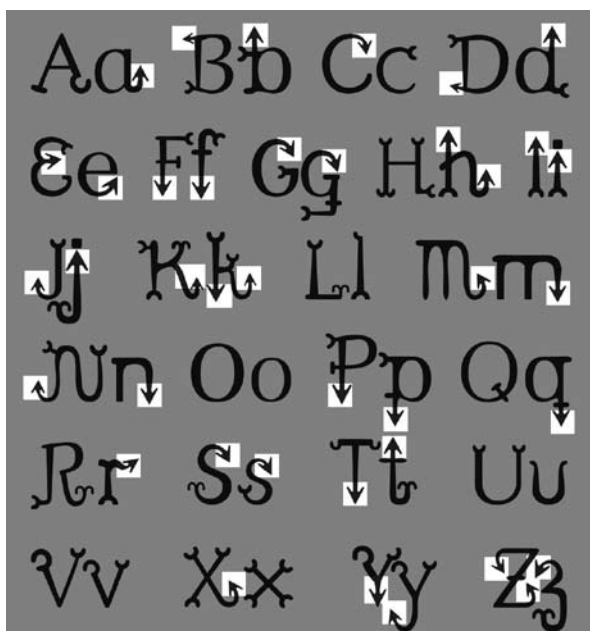 Aa Bb Cc Dd
Ee Ff Gg Hh Ii
Jj Kk Ll Mm
Nn Oo Pp Qq
Rr Ss Tt Uu
Vv Xx Yy Zz